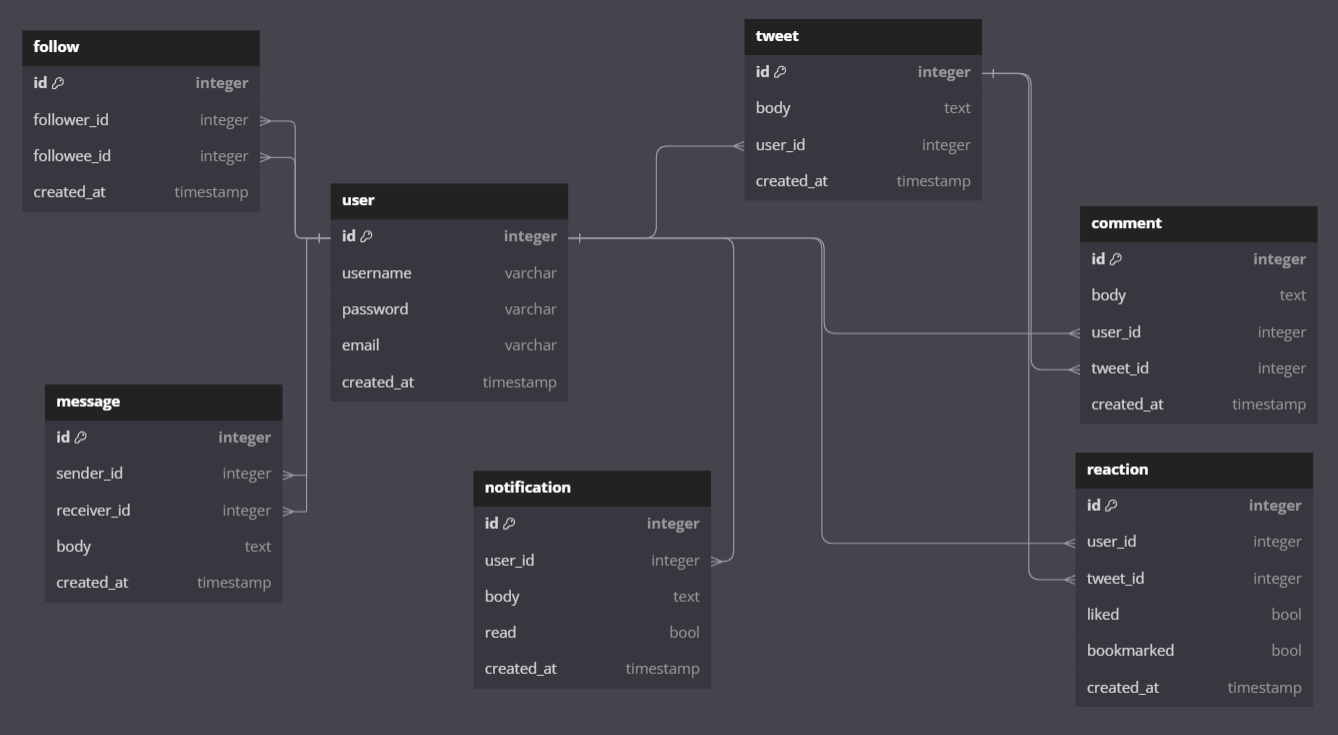 follow
id integer
follower_id integer
followee_id integer
created_at timestamp
user
id integer
username varchar
password varchar
email varchar
created_at timestamp
message
id integer
sender_id integer
receiver_id integer
body text
created_at timestamp
notification
id integer
user_id integer
body text
read bool
created_at timestamp
tweet
id integer
body text
user_id integer
created_at timestamp
comment
id integer
body text
user_id integer
tweet_id integer
created_at timestamp
reaction
id integer
user_id integer
tweet_id integer
liked bool
bookmarked bool
created_at timestamp